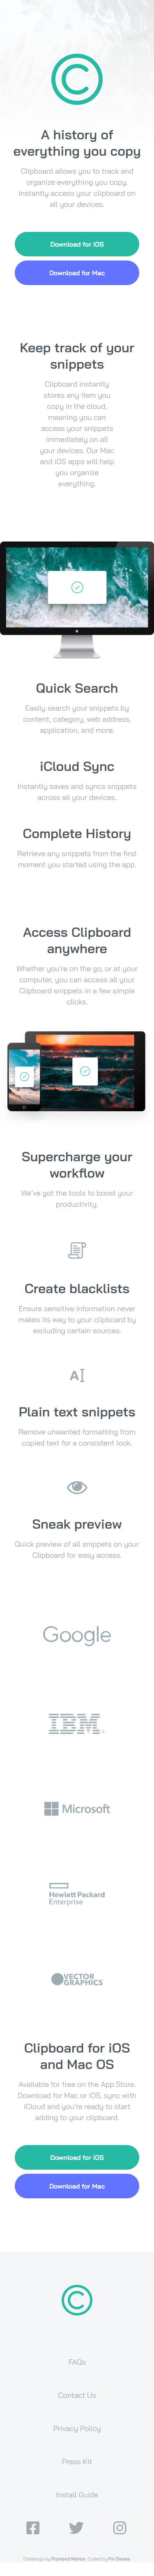 A history of
everything you copy
Clipboard allows you to track and
organize everything you copy.
Instantly access your clipboard on
all your devices.
Download for iOS
Download for Mac
Keep track of your
snippets
Clipboard instantly
stores any item you
copy in the cloud,
meaning you can
access your snippets
immediately on all
your devices. Our Mac
and iOS apps will help
you organize
everything.
Quick Search
Easily search your snippets by
content, category, web address,
application, and more.
iCloud Sync
Instantly saves and syncs snippets
across all your devices.
Complete History
Retrieve any snippets from the first
moment you started using the app.
Access Clipboard
anywhere
Whether you're on the go, or at your
computer, you can access all your
Clipboard snippets in a few simple
clicks.
Supercharge your
workflow
We've got the tools to boost your
productivity.
A
Create blacklists
Ensure sensitive information never
makes its way to your clipboard by
excluding certain sources.
Plain text snippets
Remove unwanted formatting from
copied text for a consistent look.
Sneak preview
Quick preview of all snippets on your
Clipboard for easy access.
Google
IBM
Microsoft
Hewlett Packard
Enterprise
VECTOR
GRAPHICS
Clipboard for iOS
and Mac OS
Available for free on the App Store.
Download for Mac or iOS, sync with
iCloud and you're ready to start
adding to your clipboard.
Download for iOS
Download for Mac
FAQs
Contact Us
Privacy Policy
Press Kit
Install Guide
Challenge by Frontend Mentor. Coded by Fin Davies.